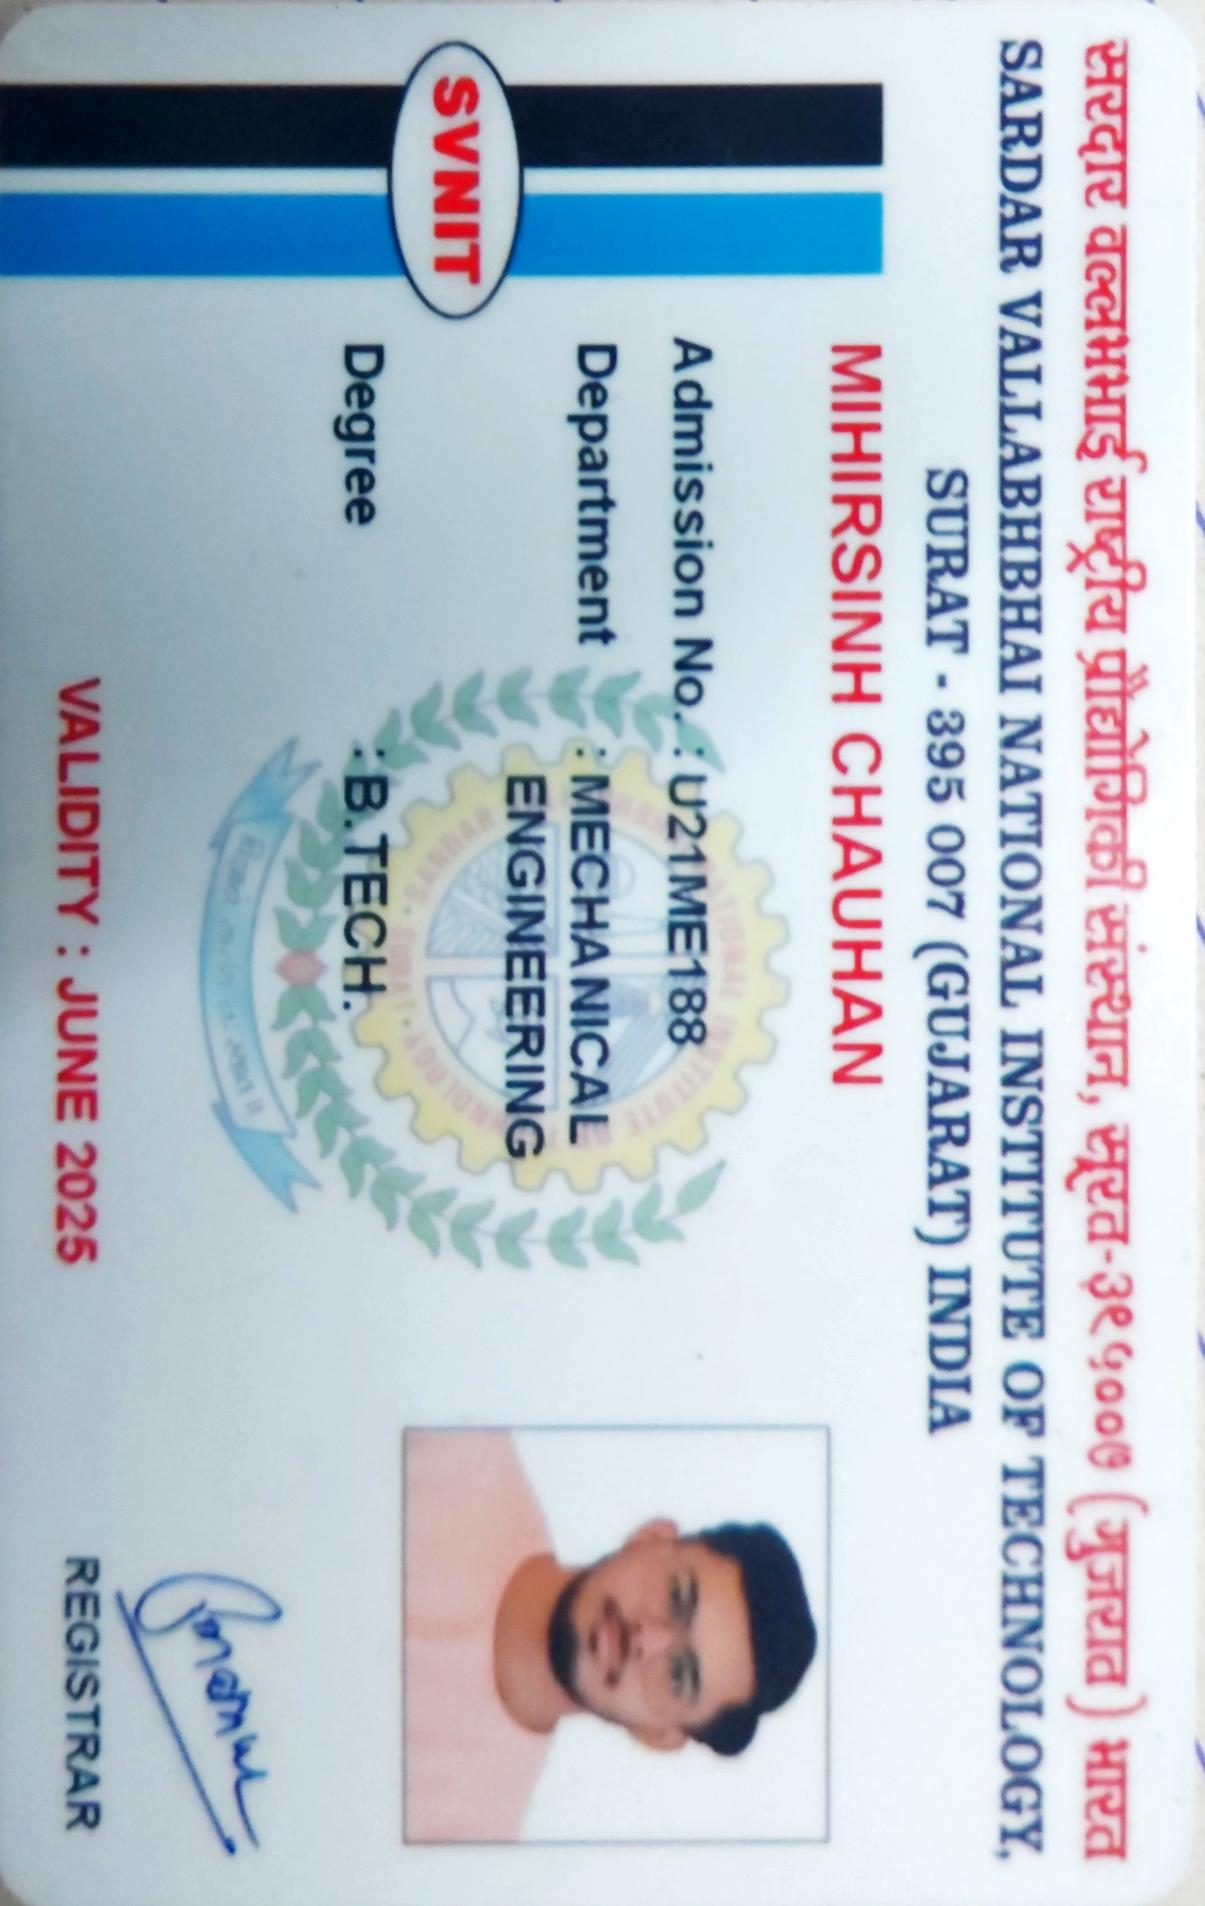 सरदार वल्लभभाई राष्ट्रीय प्रौद्योगिकी संस्थान, सूरत-३९५००७ (गुजरात) भारत
SARDAR VALLABHBHAI NATIONAL INSTITUTE OF TECHNOLOGY,
SURAT - 395 007 (GUJARAT) INDIA
MIHIRSINH CHAUHAN
Admission No. : U21ME188
Department : MECHANICAL
ENGINEERING
SVNIT
Degree : B.TECH.
VALIDITY : JUNE 2025
REGISTRAR